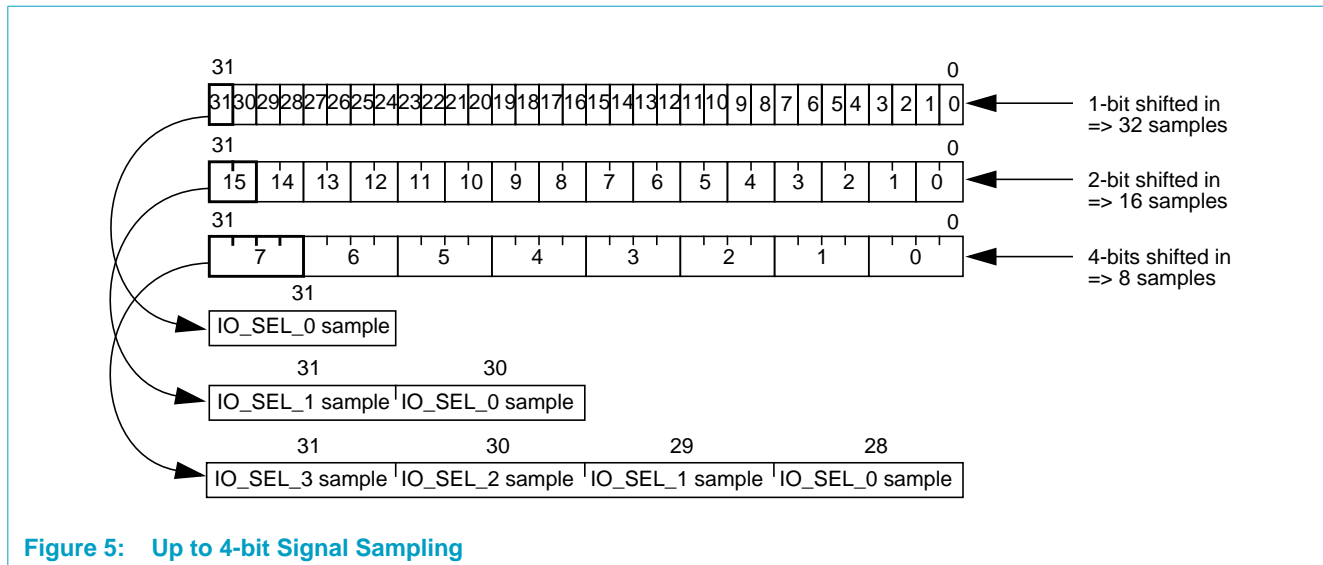 31 0
31 30 29 28 27 26 25 24 23 22 21 20 19 18 17 16 15 14 13 12 11 10 9 8 7 6 5 4 3 2 1 0
1-bit shifted in
=> 32 samples
31 0
15 14 13 12 11 10 9 8 7 6 5 4 3 2 1 0
2-bit shifted in
=> 16 samples
31 0
7 6 5 4 3 2 1 0
4-bits shifted in
=> 8 samples
31
IO_SEL_0 sample
31 30
IO_SEL_1 sample IO_SEL_0 sample
31 30 29 28
IO_SEL_3 sample IO_SEL_2 sample IO_SEL_1 sample IO_SEL_0 sample
Figure 5: Up to 4-bit Signal Sampling